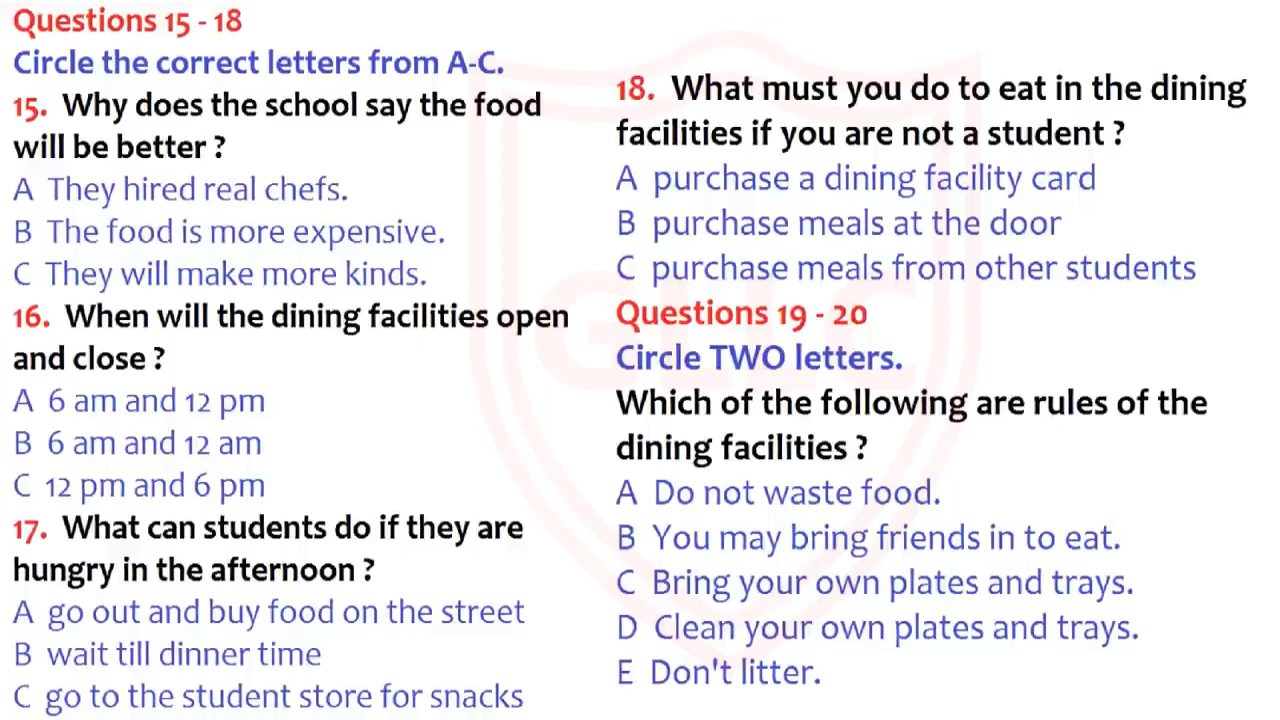 Questions 15 - 18
Circle the correct letters from A-C.
15. Why does the school say the food
will be better ?
A They hired real chefs.
B The food is more expensive.
C They will make more kinds.
16. When will the dining facilities open
and close ?
A 6 am and 12 pm
B 6 am and 12 am
C 12 pm and 6 pm
17. What can students do if they are
hungry in the afternoon ?
A go out and buy food on the street
B wait till dinner time
C go to the student store for snacks
18. What must you do to eat in the dining
facilities if you are not a student ?
A purchase a dining facility card
B purchase meals at the door
C purchase meals from other students
Questions 19 - 20
Circle TWO letters.
Which of the following are rules of the
dining facilities ?
A Do not waste food.
B You may bring friends in to eat.
C Bring your own plates and trays.
D Clean your own plates and trays.
E Don't litter.